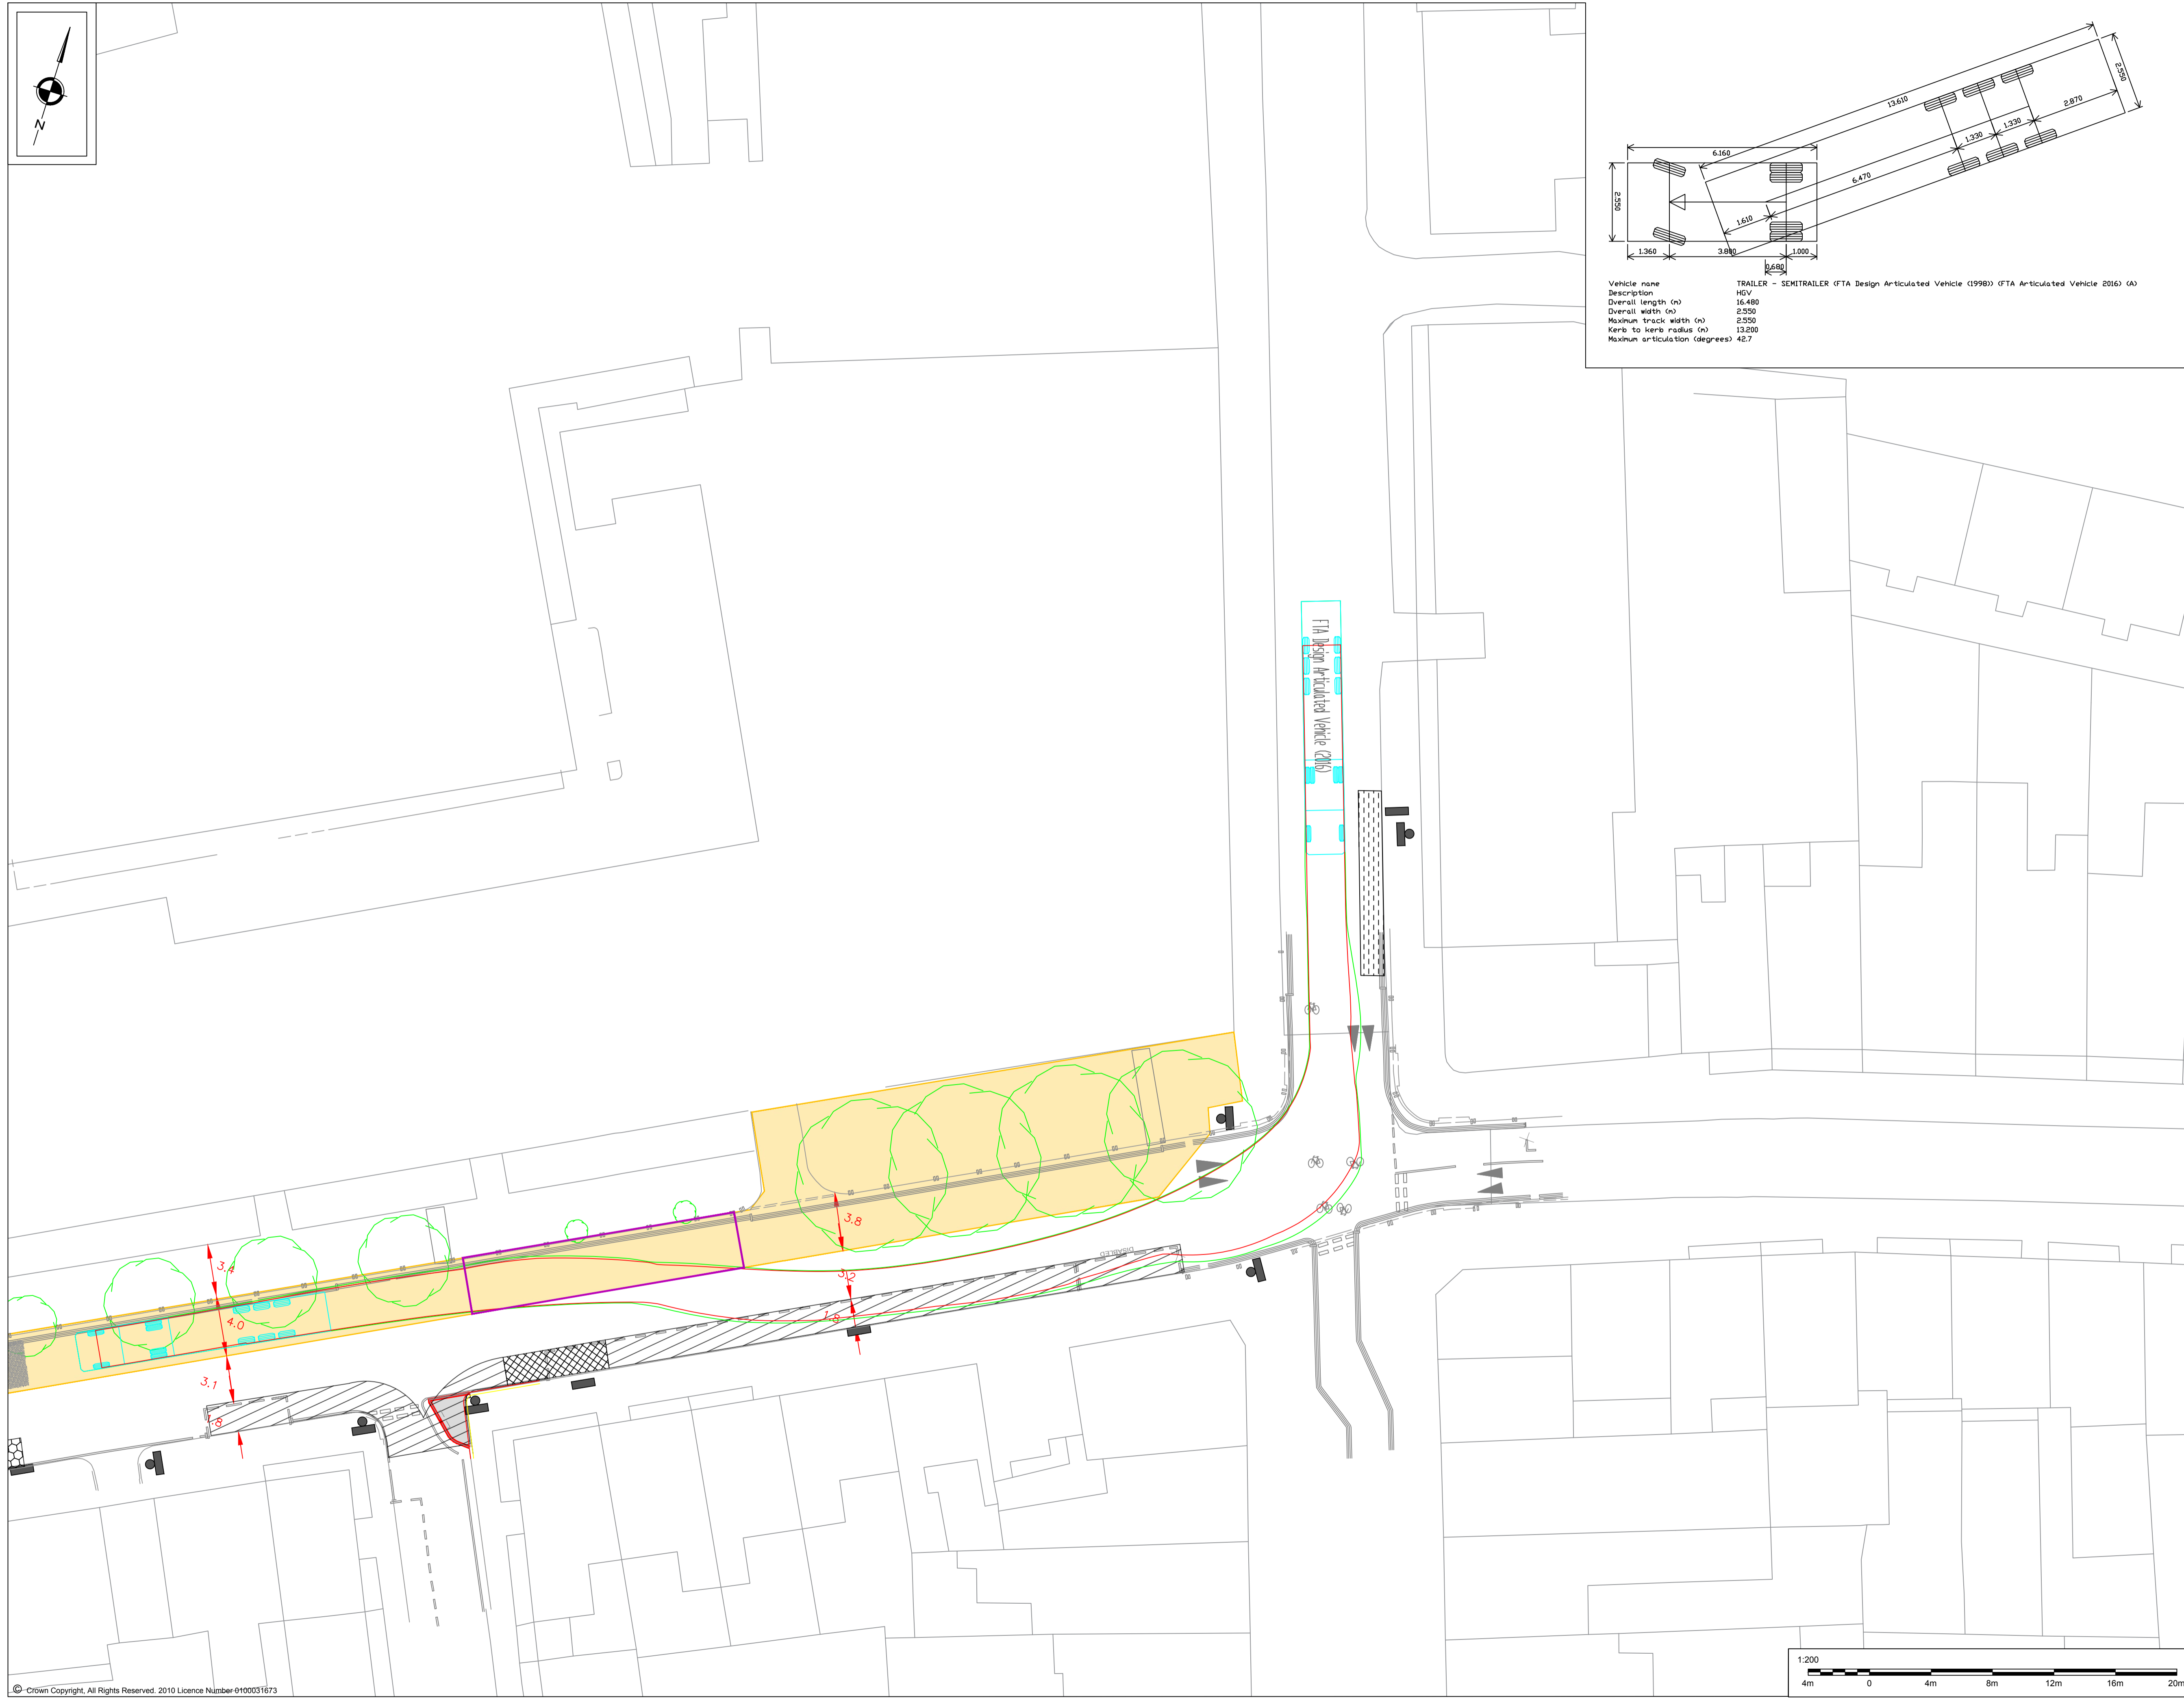 N
13.610
2.550
2.870
1.330
1.330
6.470
1.610
6.160
2.550
1.360
3.800
1.000
0.680
Vehicle name TRAILER - SEMITRAILER (FTA Design Articulated Vehicle (1998)) (FTA Articulated Vehicle 2016) (A)
Description HGV
Overall length (m) 16.480
Overall width (m) 2.550
Maximum track width (m) 2.550
Kerb to kerb radius (m) 13.200
Maximum articulation (degrees) 42.7
FTA Design Articulated Vehicle (2016)
3.8
DISABLED
3.2
1.8
3.4
4.0
3.1
1.8
1:200
4m 0 4m 8m 12m 16m 20m
© Crown Copyright, All Rights Reserved. 2010 Licence Number 0100031673